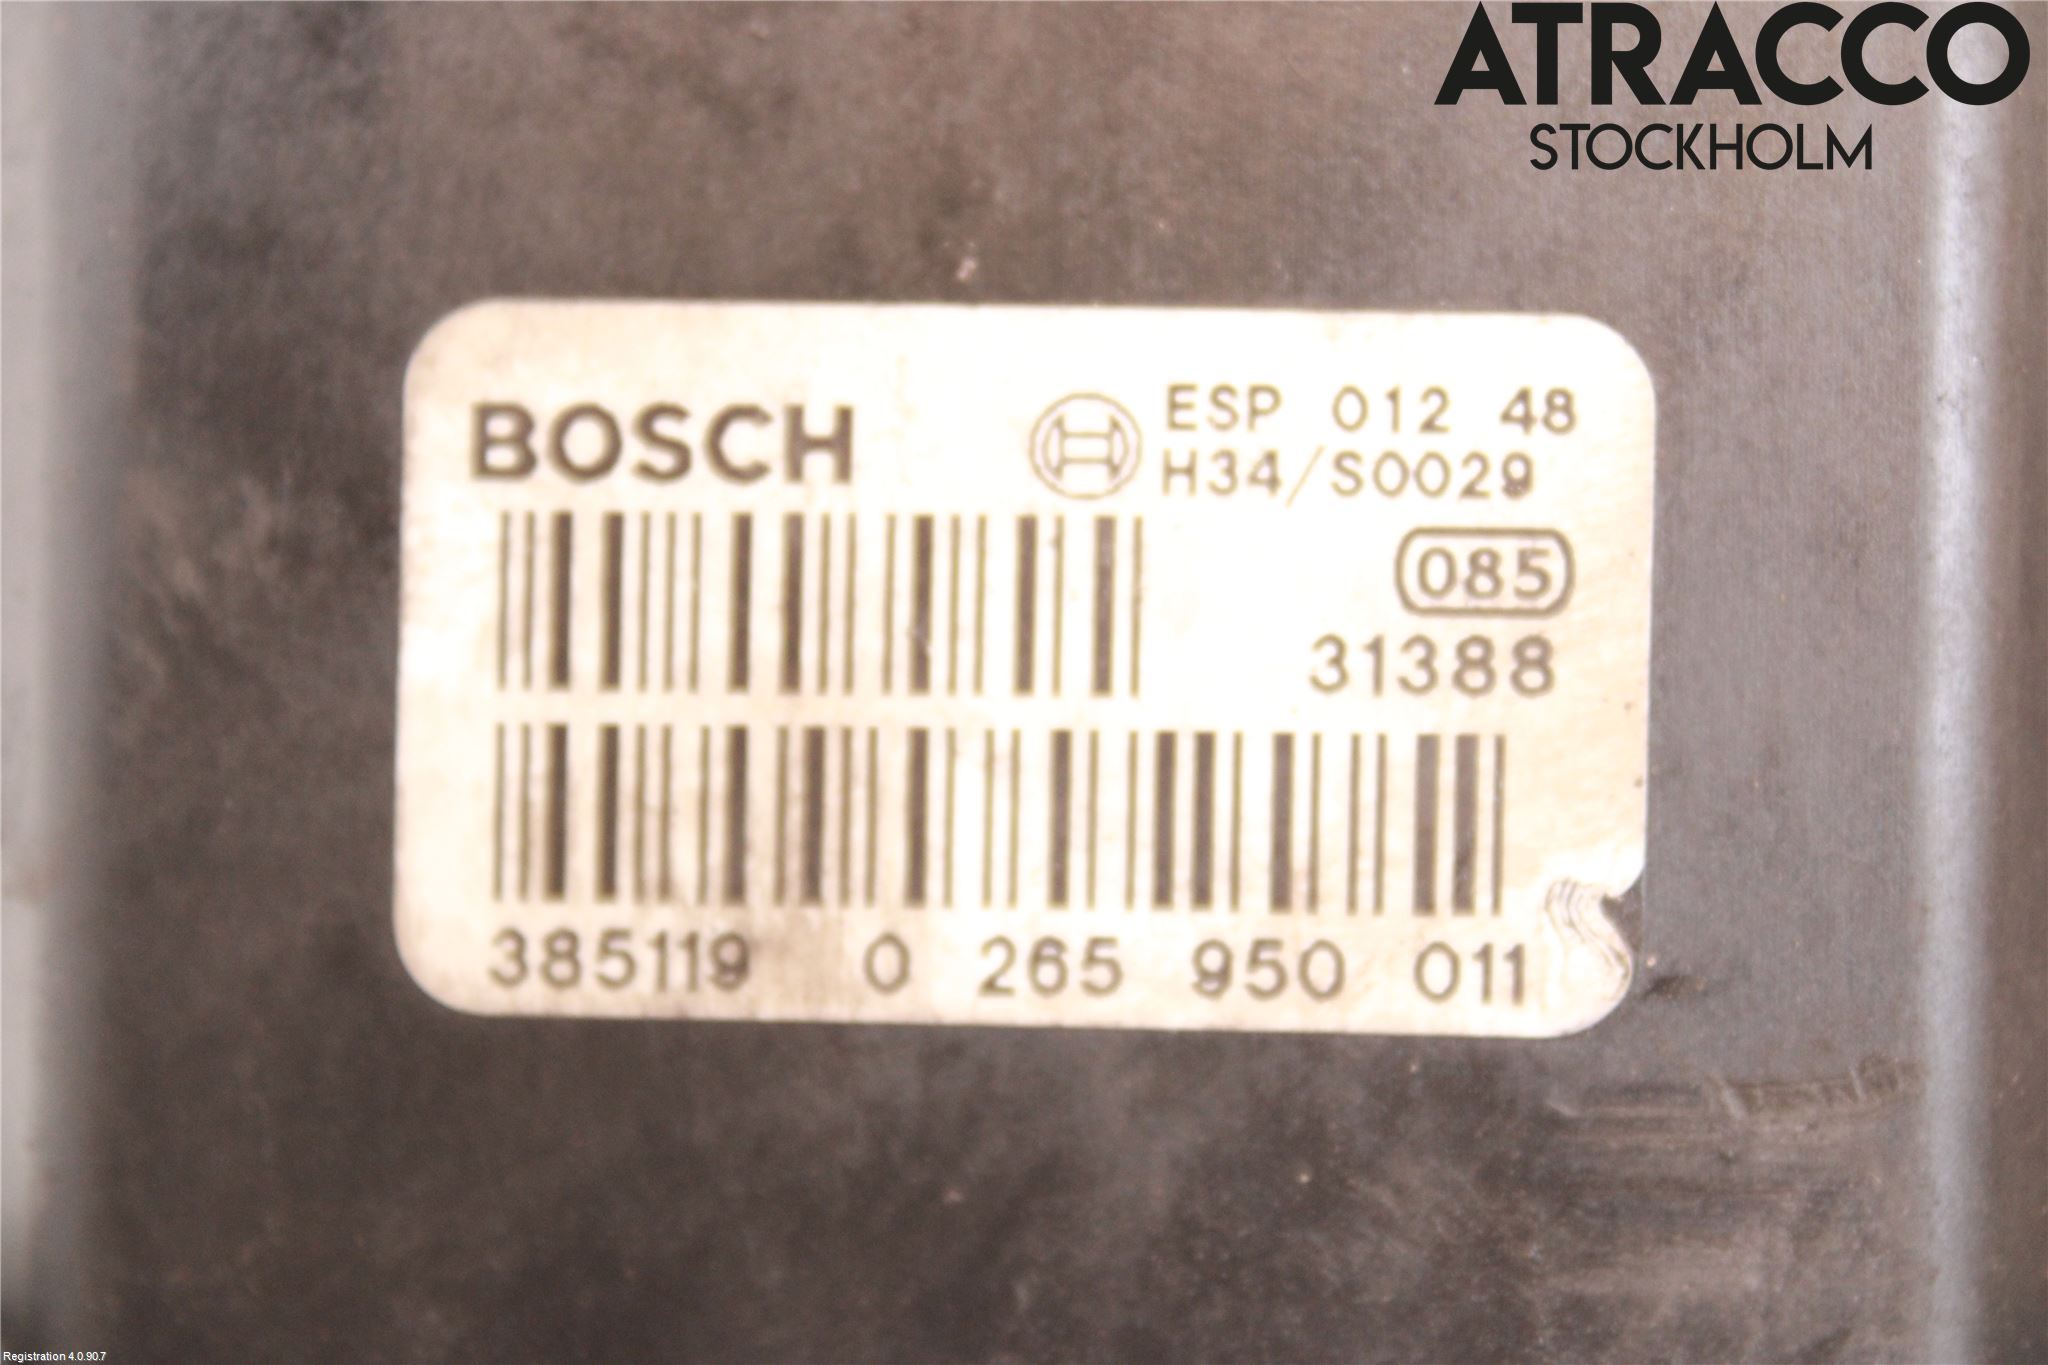 ATRACCO
STOCKHOLM
BOSCH
ESP 012 48
H34/S0029
085
31388
385119 0 265 950 011
Registration 4.0.90.7